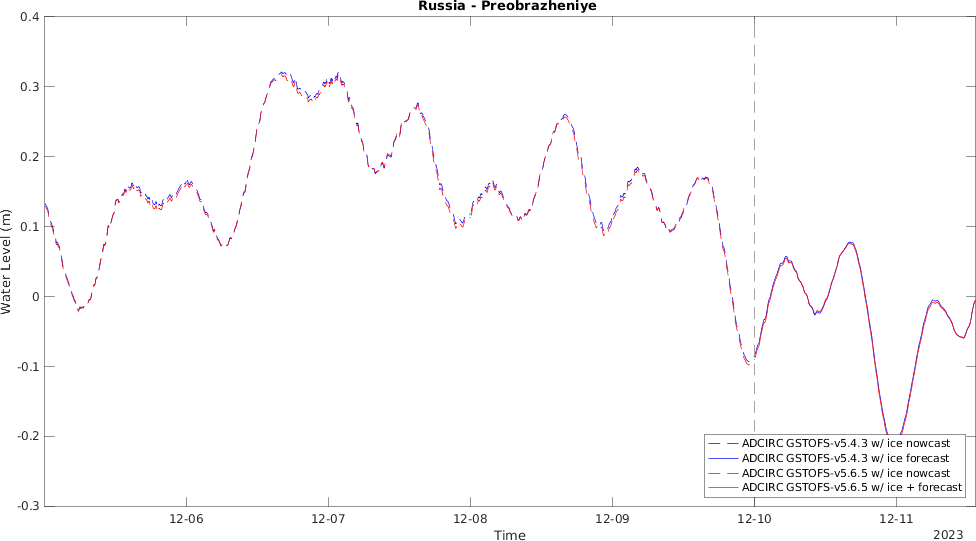 Russia - Preobrazheniye
0.4
0.3
0.2
0.1
0
-0.1
-0.2
-0.3
Water Level (m)
ADCIRC GSTOFS-v5.4.3 w/ ice nowcast
ADCIRC GSTOFS-v5.4.3 w/ ice forecast
ADCIRC GSTOFS-v5.6.5 w/ ice nowcast
ADCIRC GSTOFS-v5.6.5 w/ ice + forecast
12-06
12-07
12-08
12-09
12-10
12-11
Time
2023